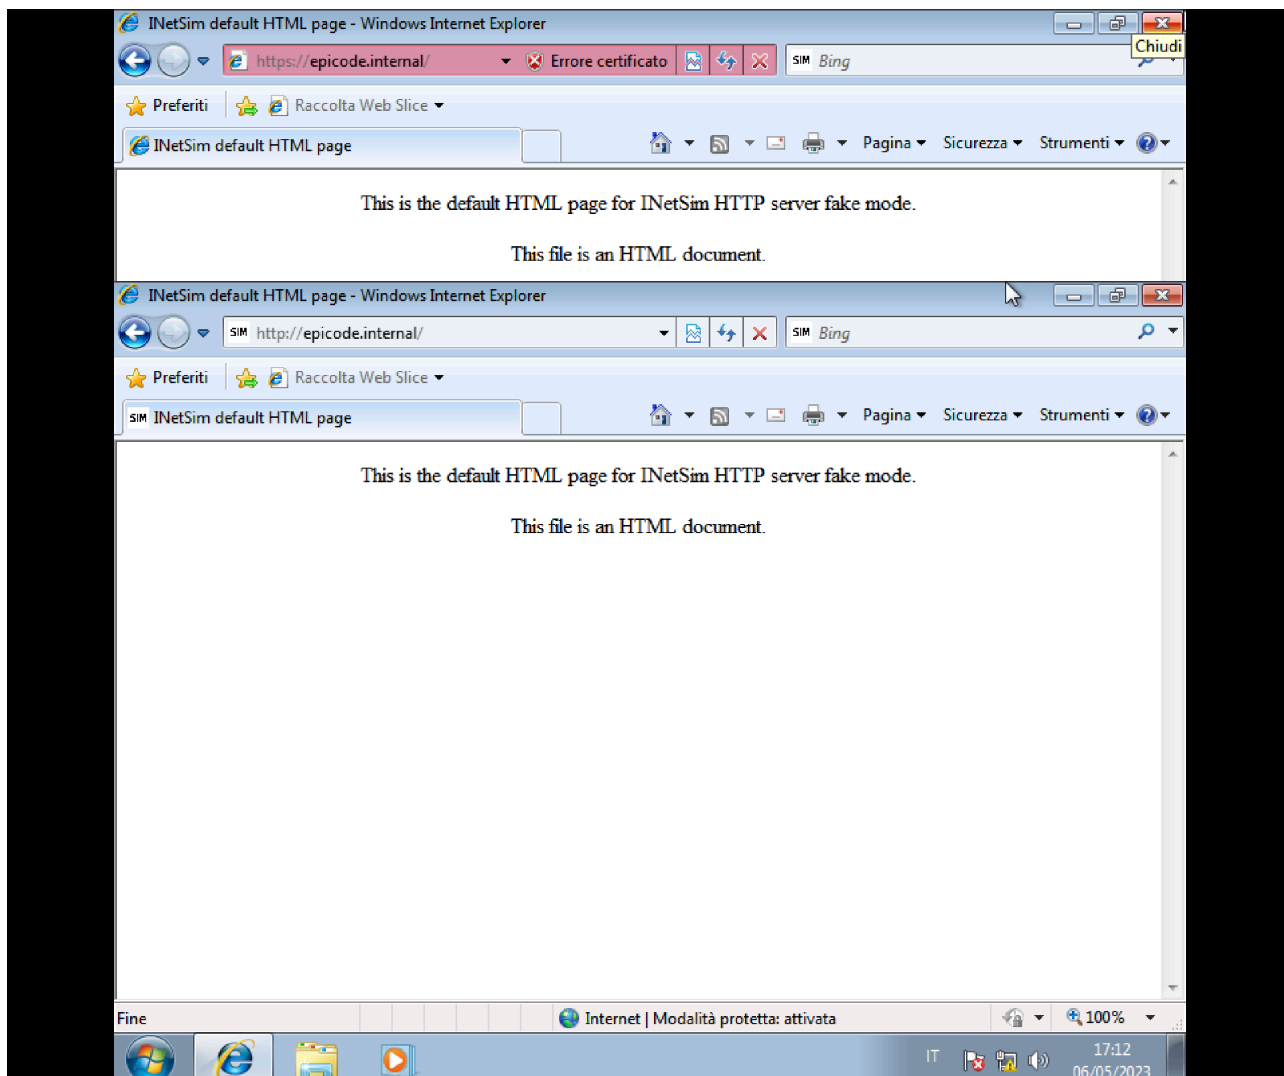 INetSim default HTML page - Windows Internet Explorer
Chiudi
https://epicode.internal/ Errore certificato SIM Bing
Preferiti Raccolta Web Slice
INetSim default HTML page Pagina Sicurezza Strumenti
This is the default HTML page for INetSim HTTP server fake mode.
This file is an HTML document.
INetSim default HTML page - Windows Internet Explorer
SIM http://epicode.internal/ SIM Bing
Preferiti Raccolta Web Slice
SIM INetSim default HTML page Pagina Sicurezza Strumenti
This is the default HTML page for INetSim HTTP server fake mode.
This file is an HTML document.
Fine Internet | Modalità protetta: attivata 100%
IT 17:12
06/05/2023